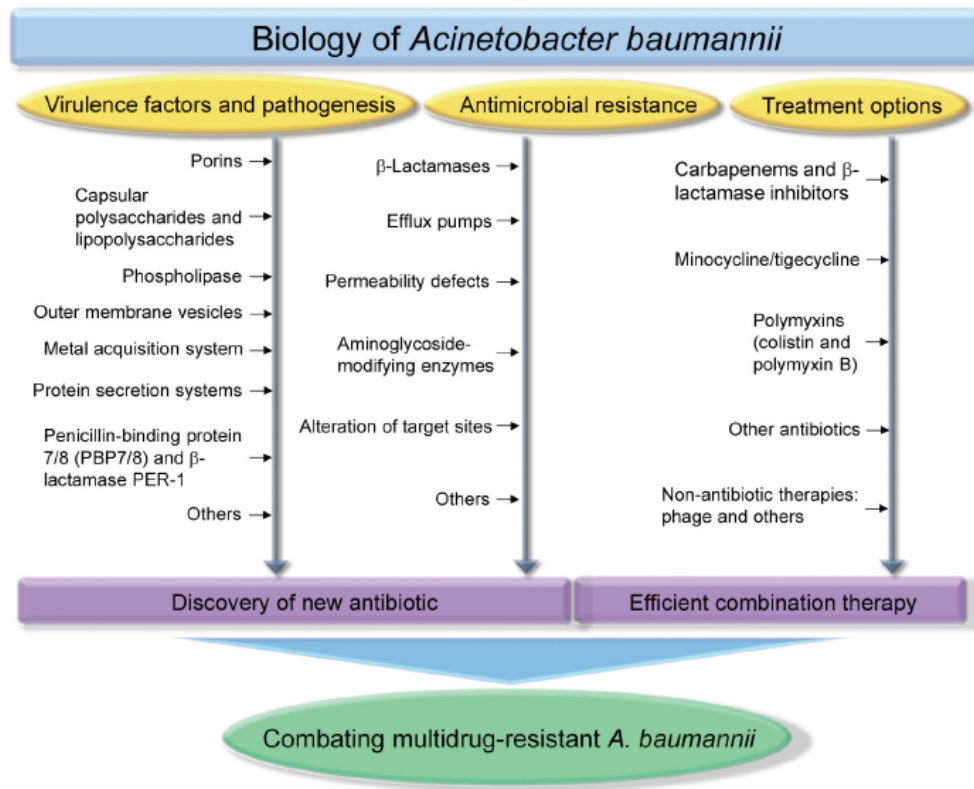 Biology of Acinetobacter baumannii
Virulence factors and pathogenesis
Porins
Capsular
polysaccharides and
lipopolysaccharides
Phospholipase
Outer membrane vesicles
Metal acquisition system
Protein secretion systems
Penicillin-binding protein
7/8 (PBP7/8) and β-
lactamase PER-1
Others
Antimicrobial resistance
β-Lactamases
Efflux pumps
Permeability defects
Aminoglycoside-
modifying enzymes
Alteration of target sites
Others
Treatment options
Carbapenems and β-
lactamase inhibitors
Minocycline/tigecycline
Polymyxins
(colistin and
polymyxin B)
Other antibiotics
Non-antibiotic therapies:
phage and others
Discovery of new antibiotic
Efficient combination therapy
Combating multidrug-resistant A. baumannii